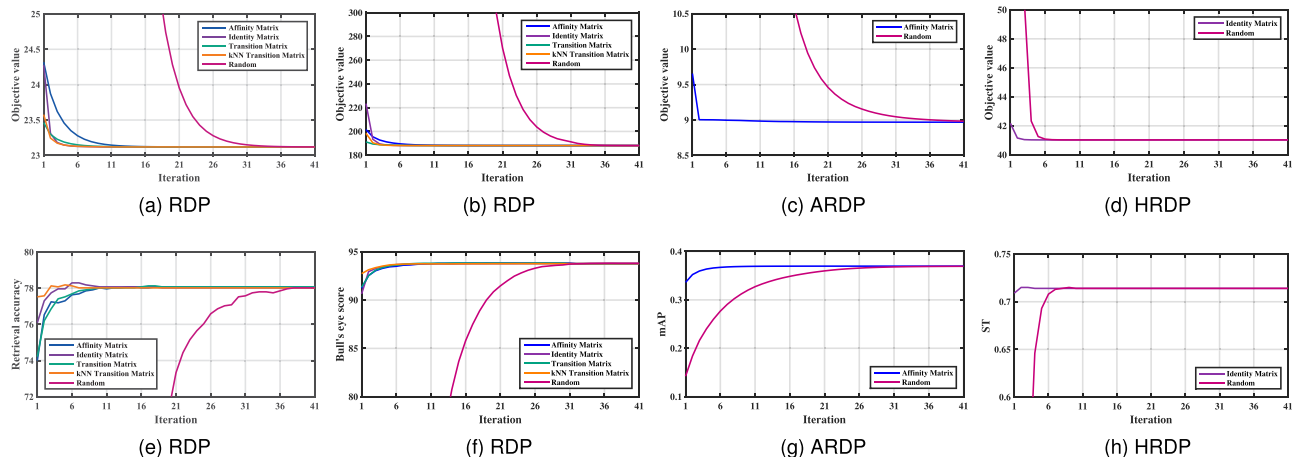 25
24.5
24
23.5
23
Objective value
Affinity Matrix
Identity Matrix
Transition Matrix
kNN Transition Matrix
Random
1 6 11 16 21 26 31 36 41
Iteration
(a) RDP
300
280
260
240
220
200
180
Objective value
Affinity Matrix
Identity Matrix
Transition Matrix
kNN Transition Matrix
Random
1 6 11 16 21 26 31 36 41
Iteration
(b) RDP
10.5
10
9.5
9
8.5
Objective value
Affinity Matrix
Random
1 6 11 16 21 26 31 36 41
Iteration
(c) ARDP
50
48
46
44
42
40
Objective value
Identity Matrix
Random
1 6 11 16 21 26 31 36 41
Iteration
(d) HRDP
80
78
76
74
72
Retrieval accuracy
Affinity Matrix
Identity Matrix
Transition Matrix
kNN Transition Matrix
Random
1 6 11 16 21 26 31 36 41
Iteration
(e) RDP
95
90
85
80
Bull's eye score
Affinity Matrix
Identity Matrix
Transition Matrix
kNN Transition Matrix
Random
1 6 11 16 21 26 31 36 41
Iteration
(f) RDP
0.4
0.3
0.2
0.1
mAP
Affinity Matrix
Random
1 6 11 16 21 26 31 36 41
Iteration
(g) ARDP
0.75
0.7
0.65
0.6
ST
Identity Matrix
Random
1 6 11 16 21 26 31 36 41
Iteration
(h) HRDP